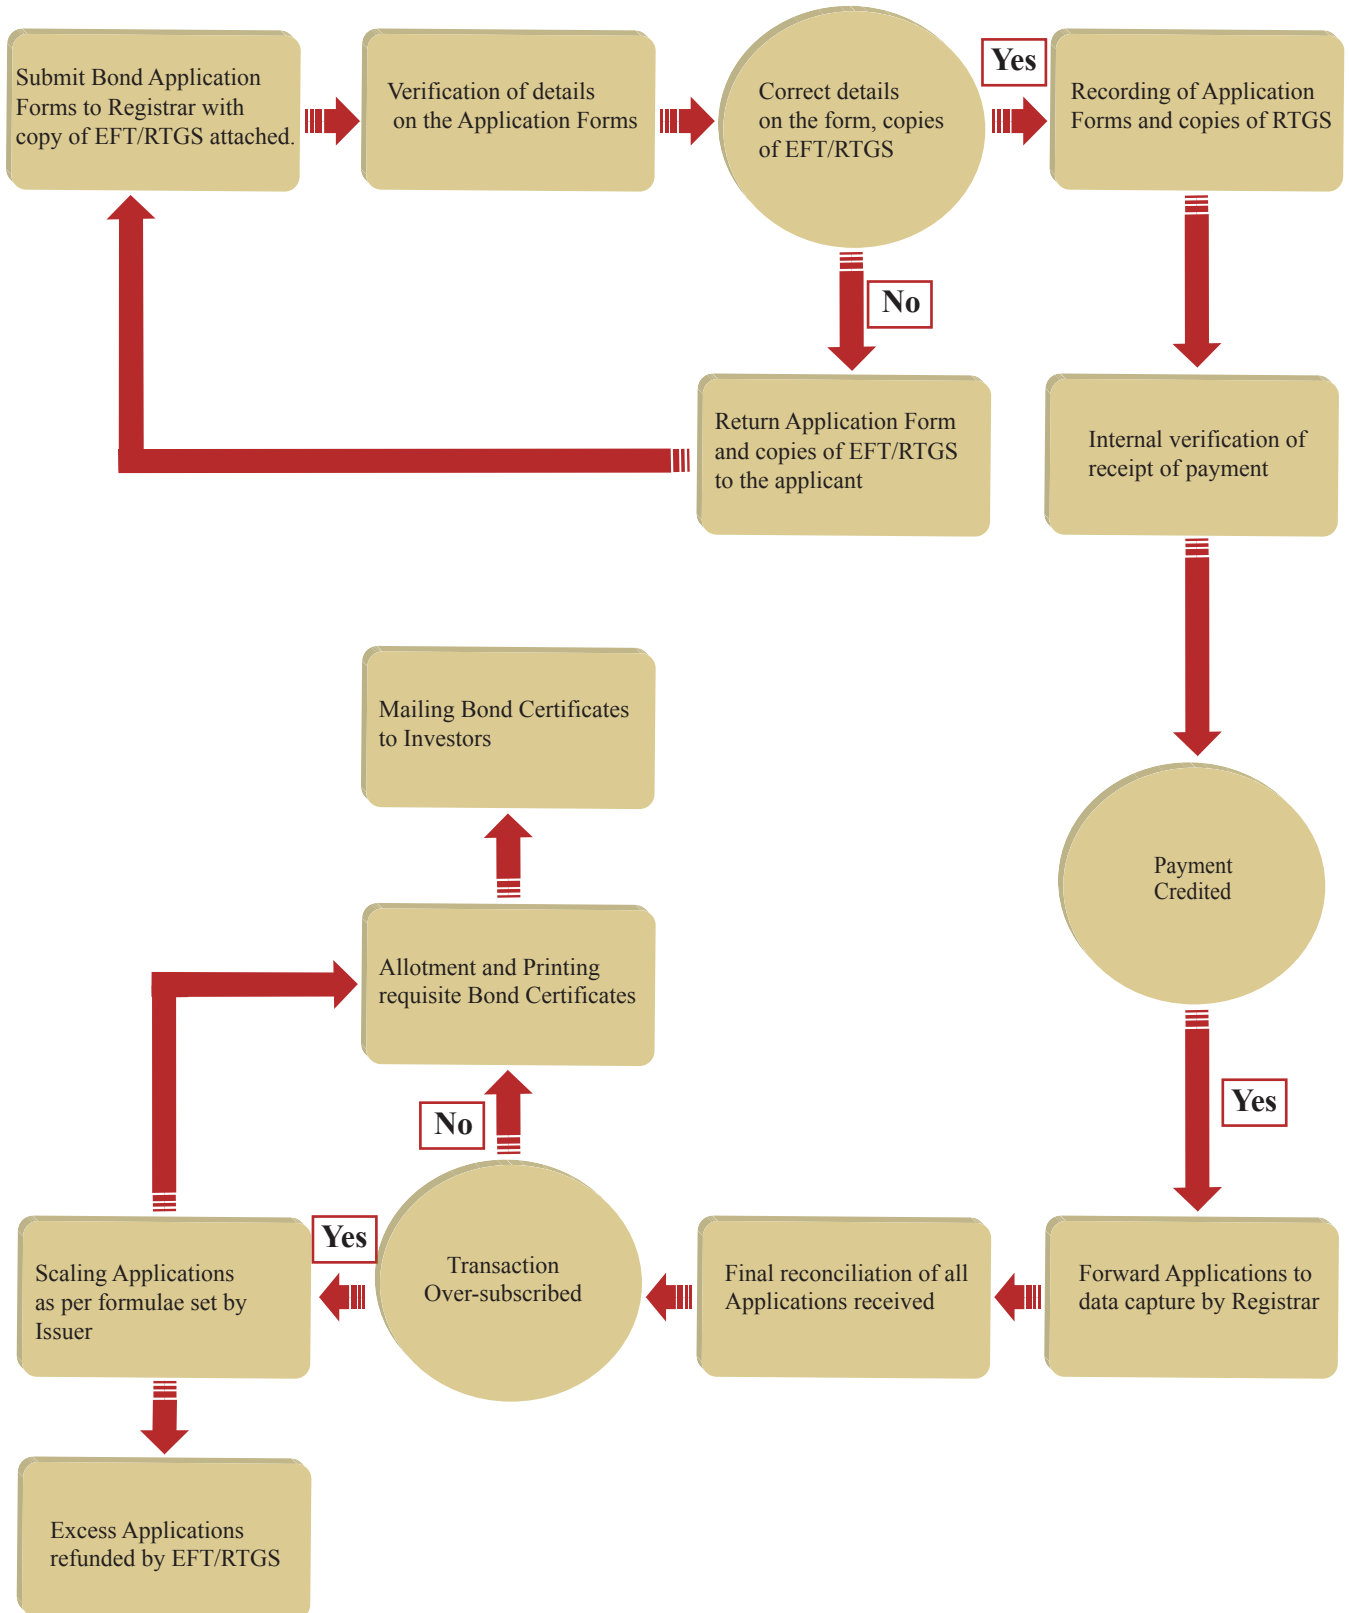 Submit Bond Application
Forms to Registrar with
copy of EFT/RTGS attached.
Verification of details
on the Application Forms
Correct details
on the form, copies
of EFT/RTGS
Yes
Recording of Application
Forms and copies of RTGS
No
Return Application Form
and copies of EFT/RTGS
to the applicant
Internal verification of
receipt of payment
Mailing Bond Certificates
to Investors
Payment
Credited
Allotment and Printing
requisite Bond Certificates
No
Yes
Scaling Applications
as per formulae set by
Issuer
Yes
Transaction
Over-subscribed
Final reconciliation of all
Applications received
Forward Applications to
data capture by Registrar
Excess Applications
refunded by EFT/RTGS